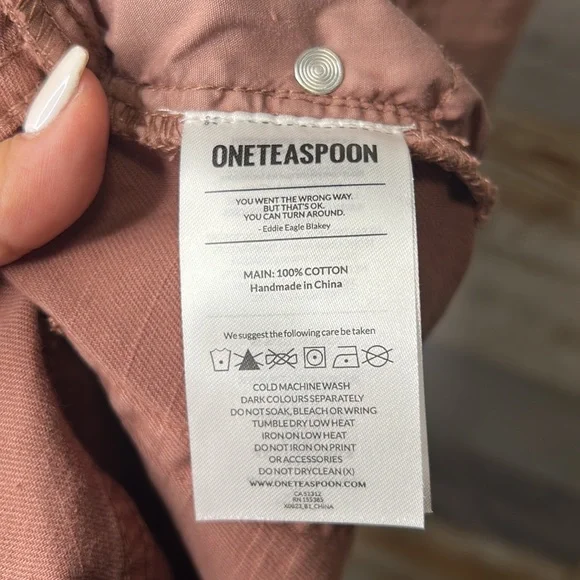 ONETEASPOON
YOU WENT THE WRONG WAY.
BUT THAT'S OK.
YOU CAN TURN AROUND.
- Eddie Eagle Blakey
MAIN: 100% COTTON
Handmade in China
We suggest the following care be taken
COLD MACHINE WASH
DARK COLOURS SEPARATELY
DO NOT SOAK, BLEACH OR WRING
TUMBLE DRY LOW HEAT
IRON ON LOW HEAT
DO NOT IRON ON PRINT
OR ACCESSORIES
DO NOT DRYCLEAN (X)
WWW.ONETEASPOON.COM
CA 51312
RN 155385
X0023_B1_CHINA